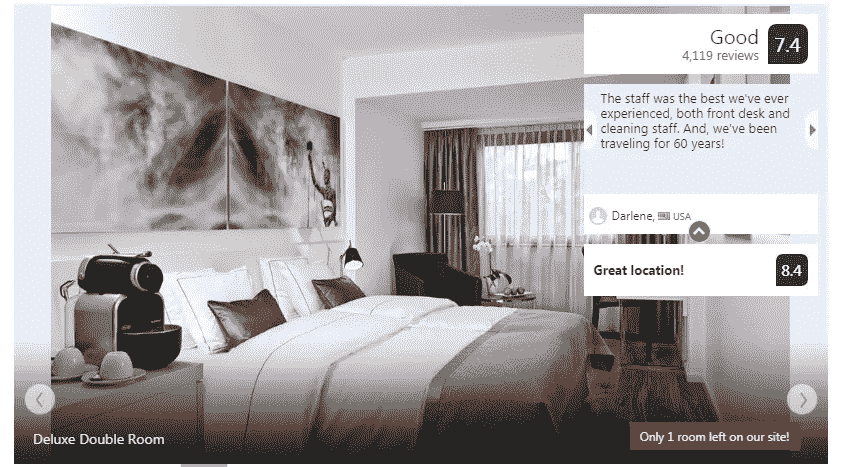 Good
7.4
4,119 reviews
The staff was the best we've ever
experienced, both front desk and
cleaning staff. And, we've been
traveling for 60 years!
Darlene, USA
Great location!
8.4
Deluxe Double Room
Only 1 room left on our site!